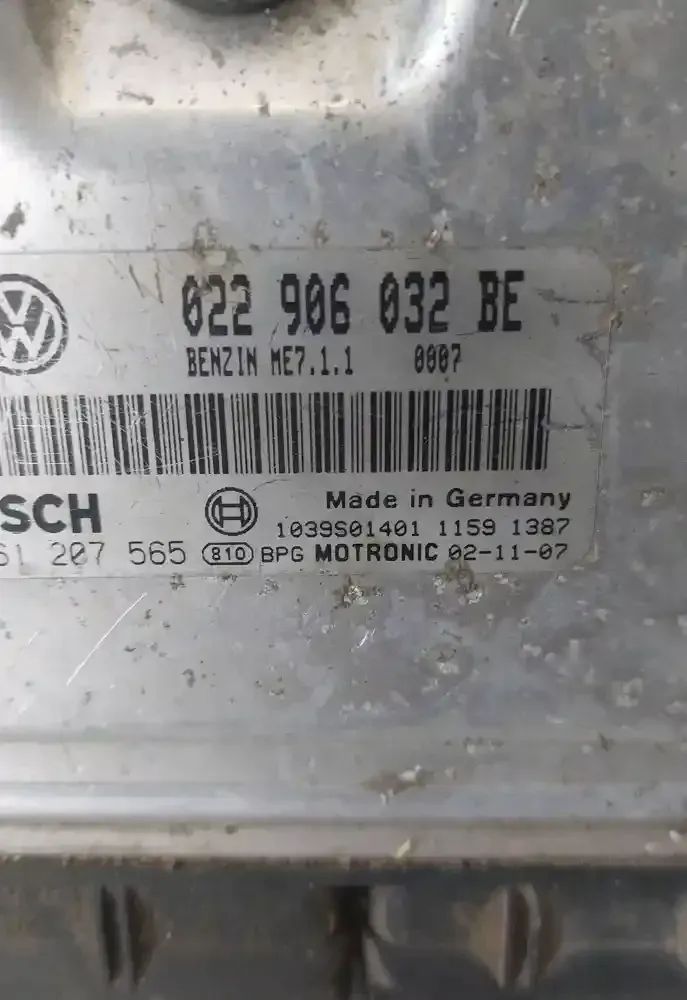 022 906 032 BE
BENZIN ME7.1.1 0007
SCH
Made in Germany
1039S01401 1159 1387
61 207 565 810 BPG MOTRONIC 02-11-07